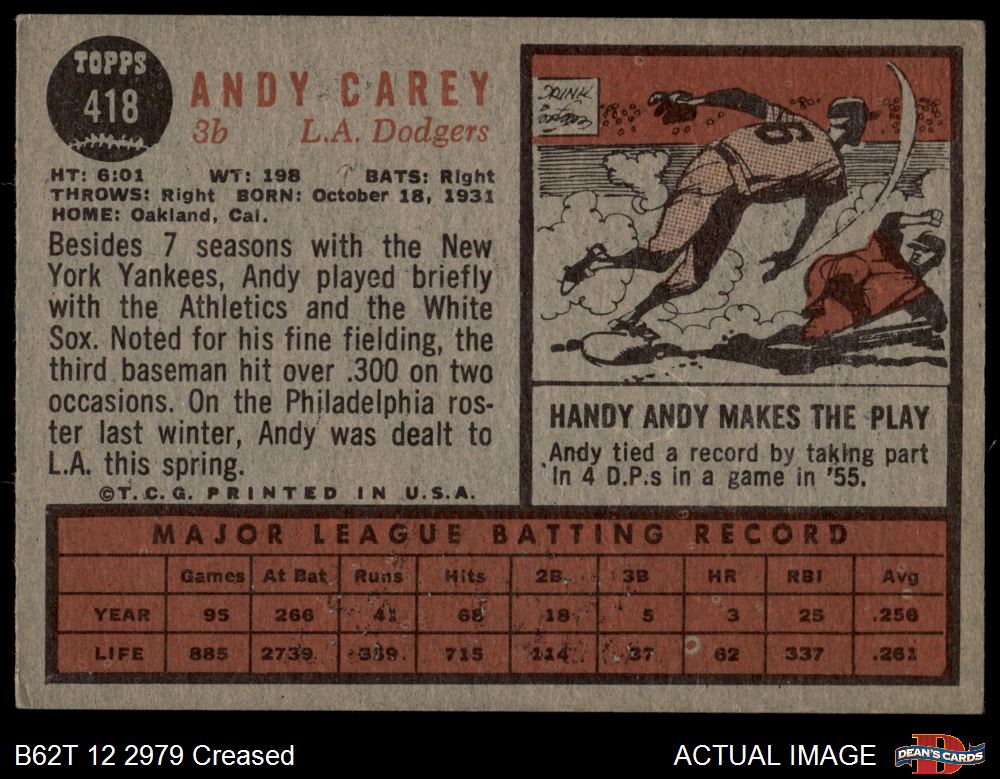 TOPPS
418
ANDY CAREY
3b L.A. Dodgers
HT: 6:01 WT: 198 BATS: Right
THROWS: Right BORN: October 18, 1931
HOME: Oakland, Cal.
Besides 7 seasons with the New
York Yankees, Andy played briefly
with the Athletics and the White
Sox. Noted for his fine fielding, the
third baseman hit over .300 on two
occasions. On the Philadelphia ros-
ter last winter, Andy was dealt to
L.A. this spring.
©T.C.G. PRINTED IN U.S.A.
DRINK
6
HANDY ANDY MAKES THE PLAY
Andy tied a record by taking part
in 4 D.P.s in a game in '55.
MAJOR LEAGUE BATTING RECORD
Games At Bat Runs Hits 2B 3B HR RBI Avg
YEAR 95 266 41 68 18 5 3 25 .256
LIFE 885 2739 359 715 114 37 62 337 .261
B62T 12 2979 Creased
ACTUAL IMAGE
DEAN'S CARDS